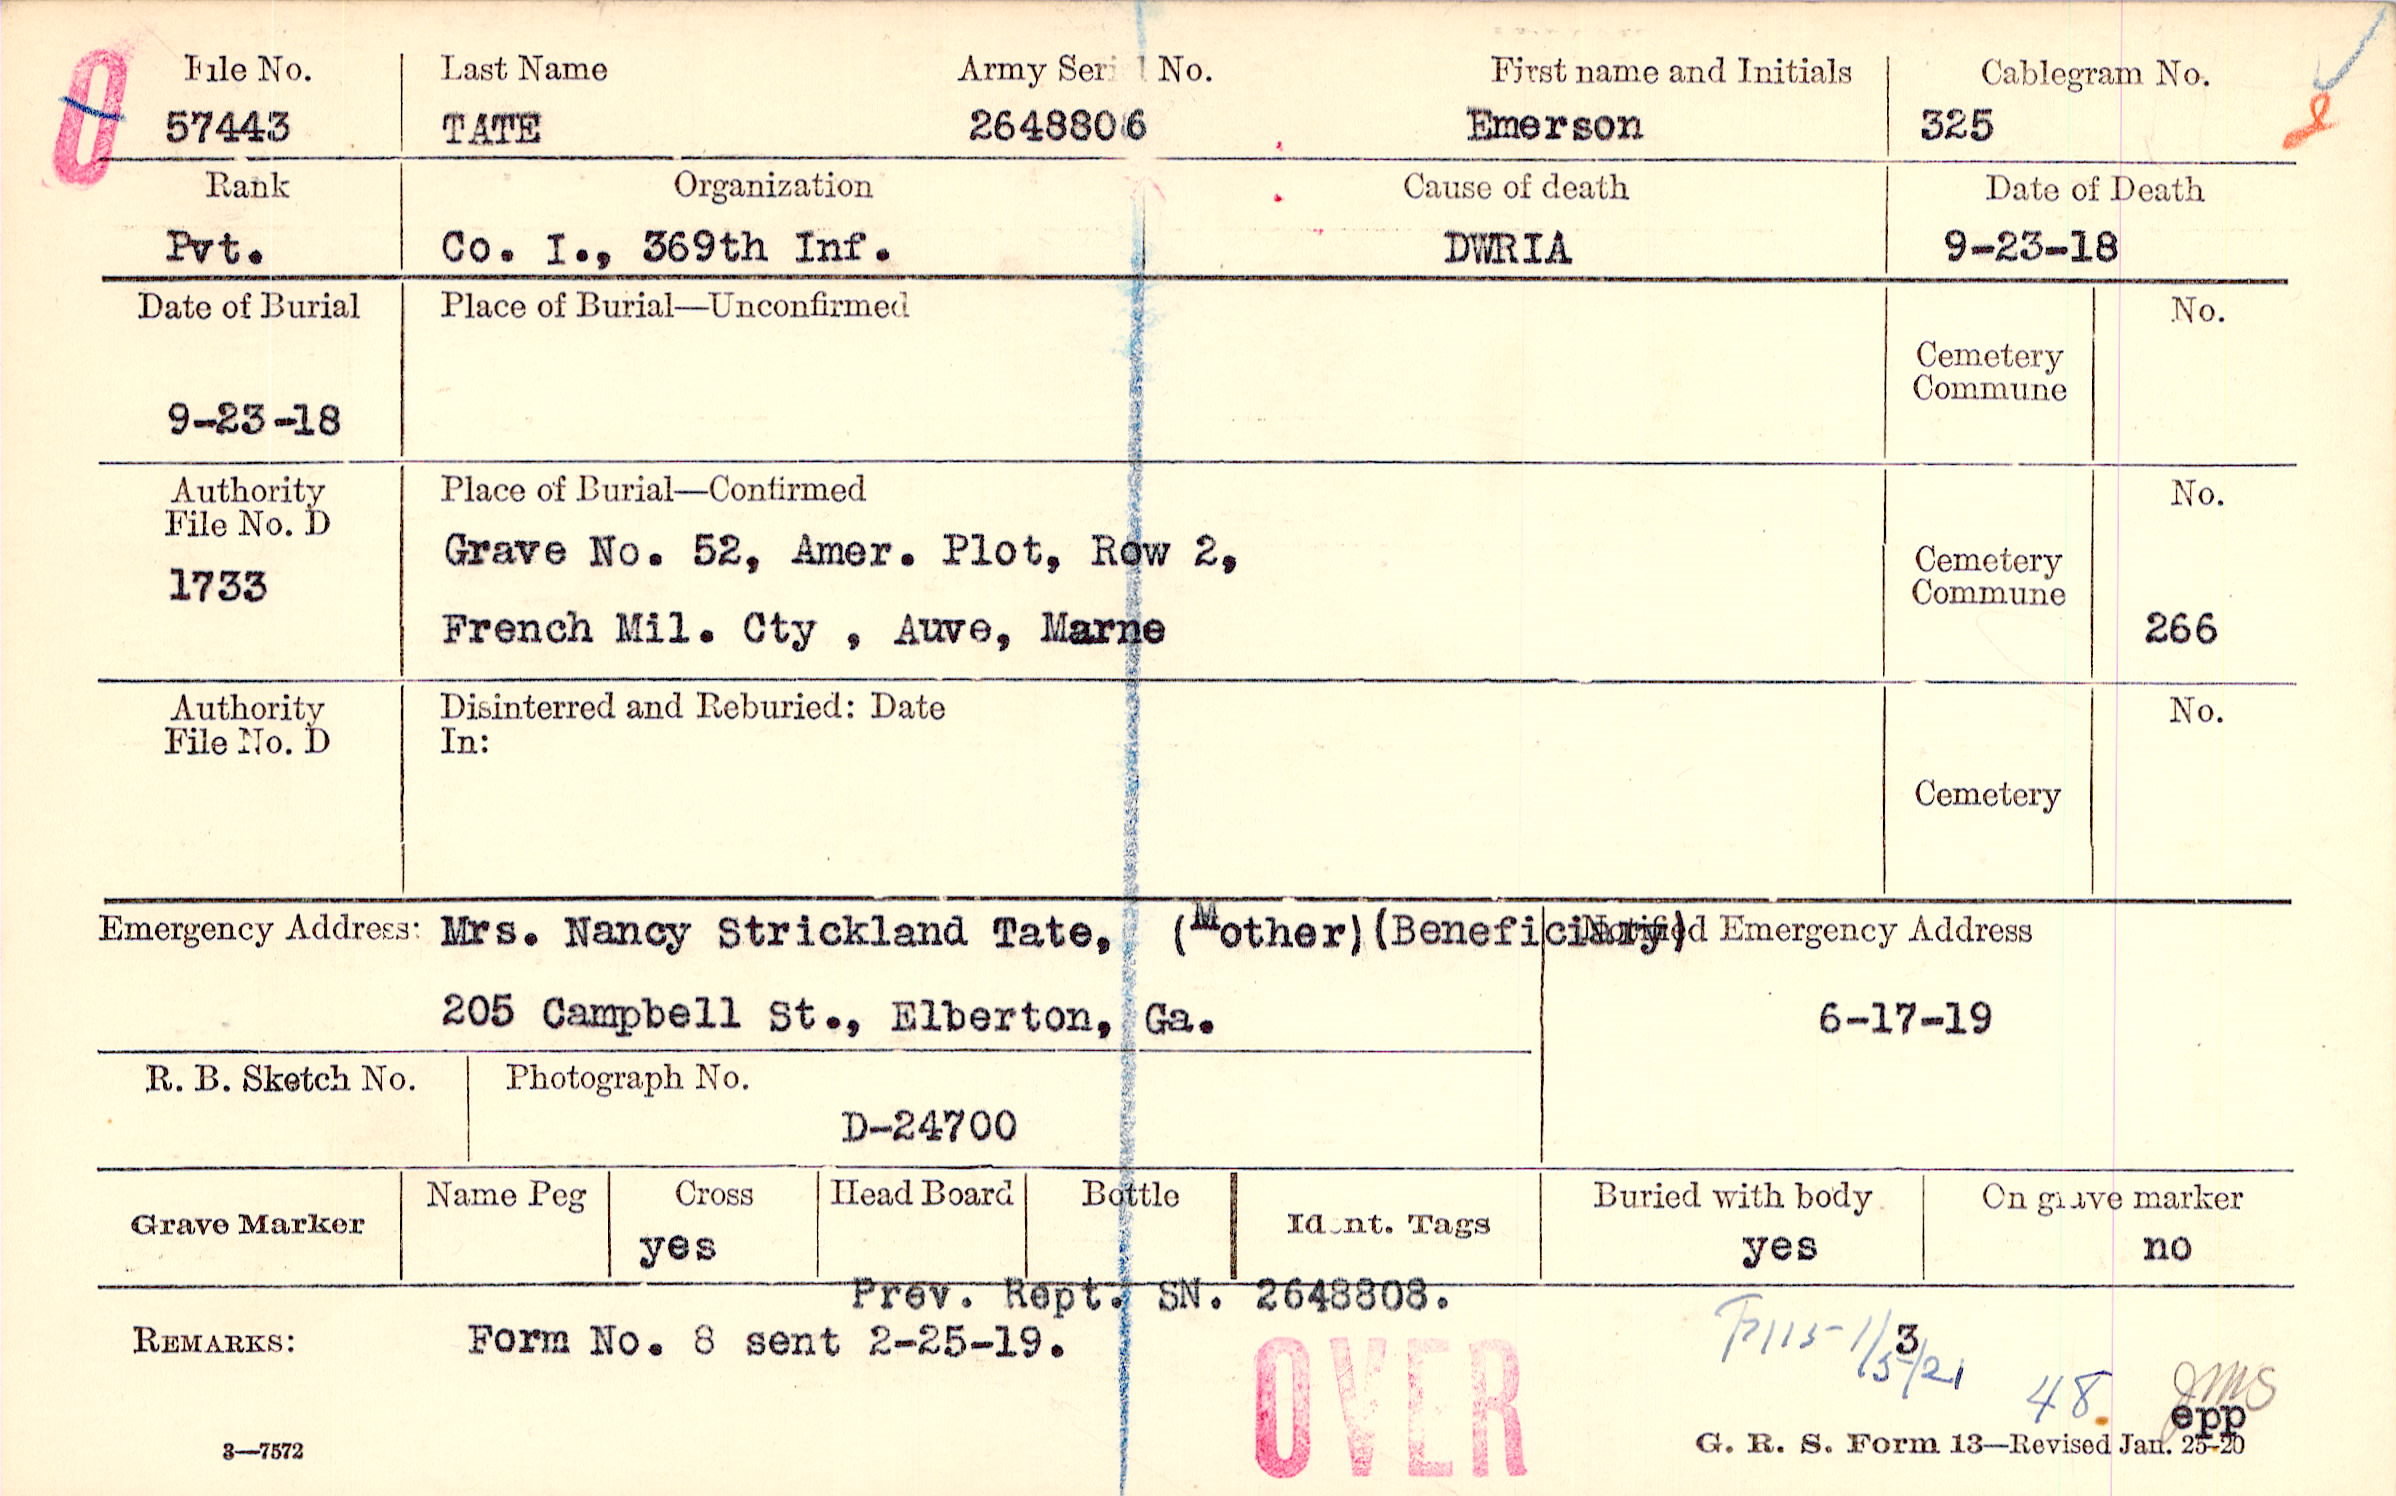 O
File No. Last Name Army Serial No. First name and Initials Cablegram No.
57443 TATE 2648806 Emerson 325
Rank Organization Cause of death Date of Death
Pvt. Co. I., 369th Inf. DWRIA 9-23-18
Date of Burial Place of Burial—Unconfirmed No.
Cemetery
Commune
9-23-18
Authority Place of Burial—Confirmed No.
File No. D
Grave No. 52, Amer. Plot, Row 2, Cemetery
1733 Commune
French Mil. Cty , Auve, Marne 266
Authority Disinterred and Reburied: Date No.
File No. D In:
Cemetery
Emergency Address: Mrs. Nancy Strickland Tate, (Mother)(Beneficiary) Notified Emergency Address
205 Campbell St., Elberton, Ga. 6-17-19
R. B. Sketch No. Photograph No.
D-24700
Name Peg Cross Head Board Bottle Buried with body On grave marker
Grave Marker Ident. Tags
yes yes no
Prev. Rept. SN. 2648808.
REMARKS: Form No. 8 sent 2-25-19. 3
OVER
48 JMS
epp
3—7572 G. R. S. Form 13—Revised Jan. 25-20